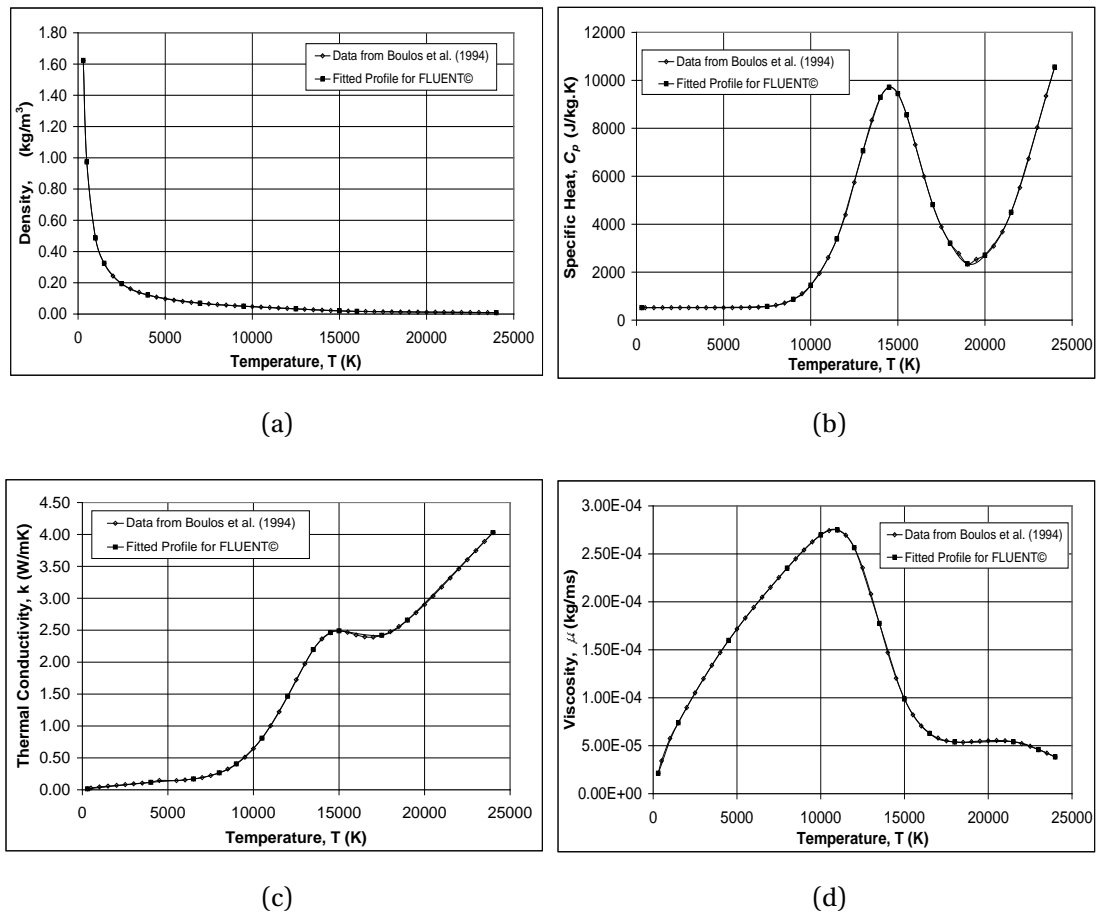 1.80
1.60
1.40
1.20
1.00
0.80
0.60
0.40
0.20
0.00
Density, (kg/m³)
Data from Boulos et al. (1994)
Fitted Profile for FLUENT©
0 5000 10000 15000 20000 25000
Temperature, T (K)
(a)
12000
10000
8000
6000
4000
2000
0
Specific Heat, Cp (J/kg.K)
Data from Boulos et al. (1994)
Fitted Profile for FLUENT©
0 5000 10000 15000 20000 25000
Temperature, T (K)
(b)
4.50
4.00
3.50
3.00
2.50
2.00
1.50
1.00
0.50
0.00
Thermal Conductivity, k (W/mK)
Data from Boulos et al. (1994)
Fitted Profile for FLUENT©
0 5000 10000 15000 20000 25000
Temperature, T (K)
(c)
3.00E-04
2.50E-04
2.00E-04
1.50E-04
1.00E-04
5.00E-05
0.00E+00
Viscosity, μ (kg/ms)
Data from Boulos et al. (1994)
Fitted Profile for FLUENT©
0 5000 10000 15000 20000 25000
Temperature, T (K)
(d)